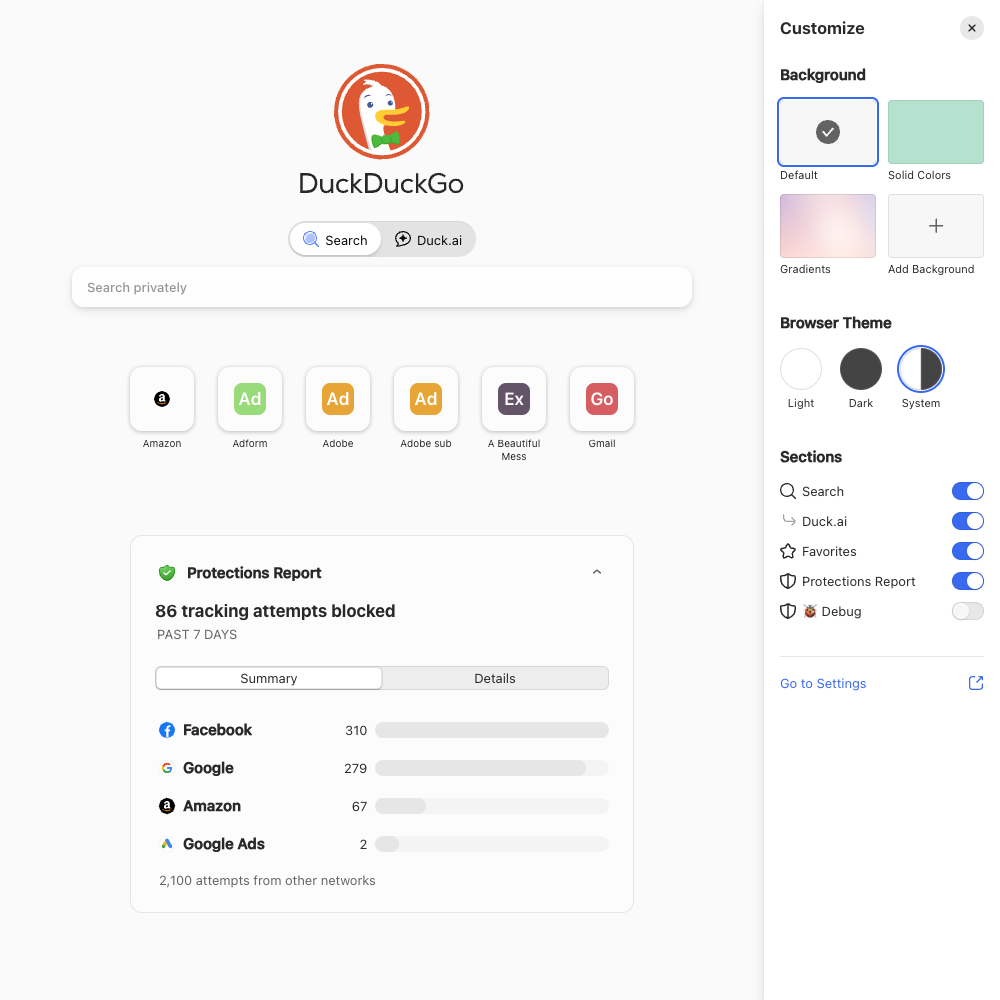 DuckDuckGo
Search
Duck.ai
Search privately
a
Ad
Ad
Ad
Ex
Go
Amazon
Adform
Adobe
Adobe sub
A Beautiful
Mess
Gmail
Protections Report
86 tracking attempts blocked
PAST 7 DAYS
Summary
Details
Facebook
310
Google
279
Amazon
67
Google Ads
2
2,100 attempts from other networks
Customize
Background
Default
Solid Colors
Gradients
Add Background
Browser Theme
Light
Dark
System
Sections
Search
Duck.ai
Favorites
Protections Report
🐞 Debug
Go to Settings